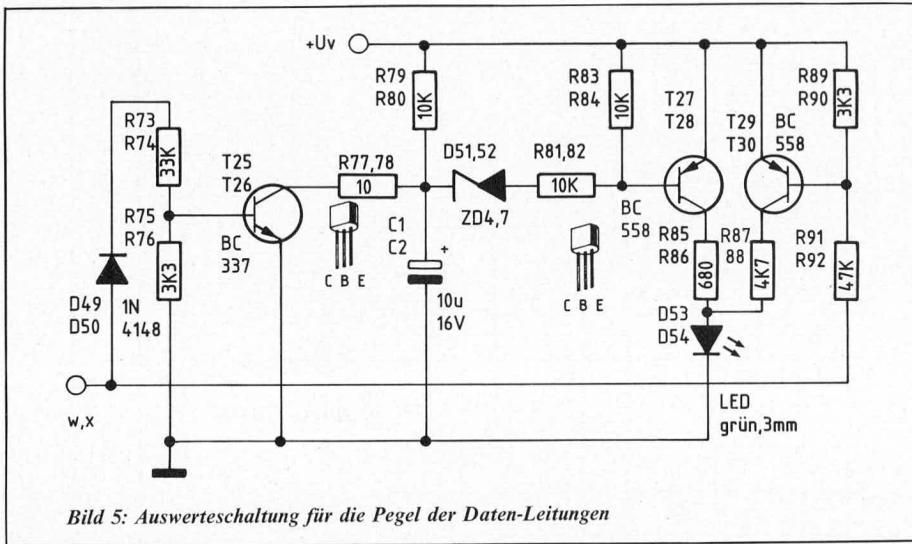 +Uv
R79
R80
10K
R83
R84
10K
T27
T28
T29
T30
BC
558
R89
R90
3K3
R73
R74
33K
T25
T26
R77,78
10
D51,52
ZD4,7
R81,82
10K
R75
R76
3K3
BC
337
C B E
C1
C2
+
10u
16V
C B E
BC
558
R85
R86
680
R87
88
4K7
R91
R92
47K
D49
D50
1N
4148
D53
D54
w,x
LED
grün,3mm
Bild 5: Auswerteschaltung für die Pegel der Daten-Leitungen